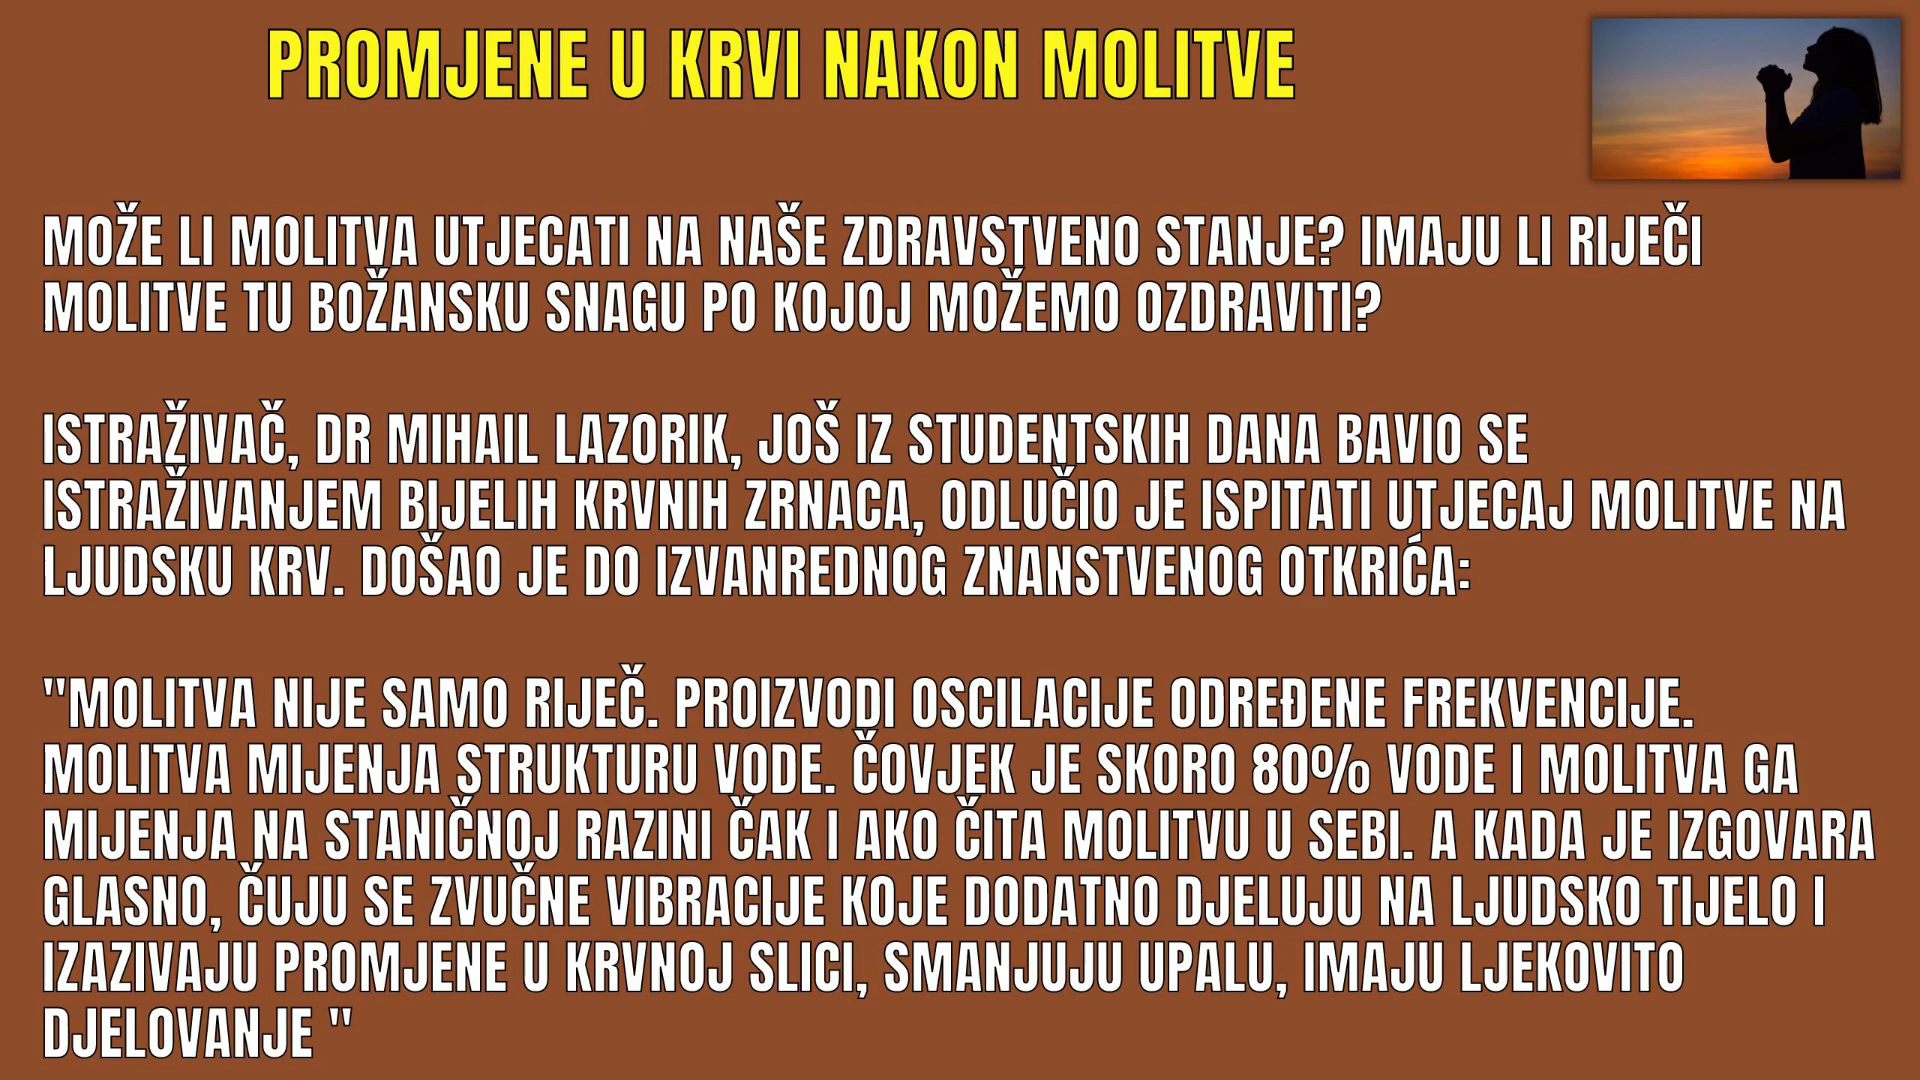 PROMJENE U KRVI NAKON MOLITVE
MOŽE LI MOLITVA UTJECATI NA NAŠE ZDRAVSTVENO STANJE? IMAJU LI RIJEČI
MOLITVE TU BOŽANSKU SNAGU PO KOJOJ MOŽEMO OZDRAVITI?
ISTRAŽIVAČ, DR MIHAIL LAZORIK, JOŠ IZ STUDENTSKIH DANA BAVIO SE
ISTRAŽIVANJEM BIJELIH KRVNIH ZRNACA, ODLUČIO JE ISPITATI UTJECAJ MOLITVE NA
LJUDSKU KRV. DOŠAO JE DO IZVANREDNOG ZNANSTVENOG OTKRIĆA:
"MOLITVA NIJE SAMO RIJEČ. PROIZVODI OSCILACIJE ODREĐENE FREKVENCIJE.
MOLITVA MIJENJA STRUKTURU VODE. ČOVJEK JE SKORO 80% VODE I MOLITVA GA
MIJENJA NA STANIČNOJ RAZINI ČAK I AKO ČITA MOLITVU U SEBI. A KADA JE IZGOVARA
GLASNO, ČUJU SE ZVUČNE VIBRACIJE KOJE DODATNO DJELUJU NA LJUDSKO TIJELO I
IZAZIVAJU PROMJENE U KRVNOJ SLICI, SMANJUJU UPALU, IMAJU LJEKOVITO
DJELOVANJE "